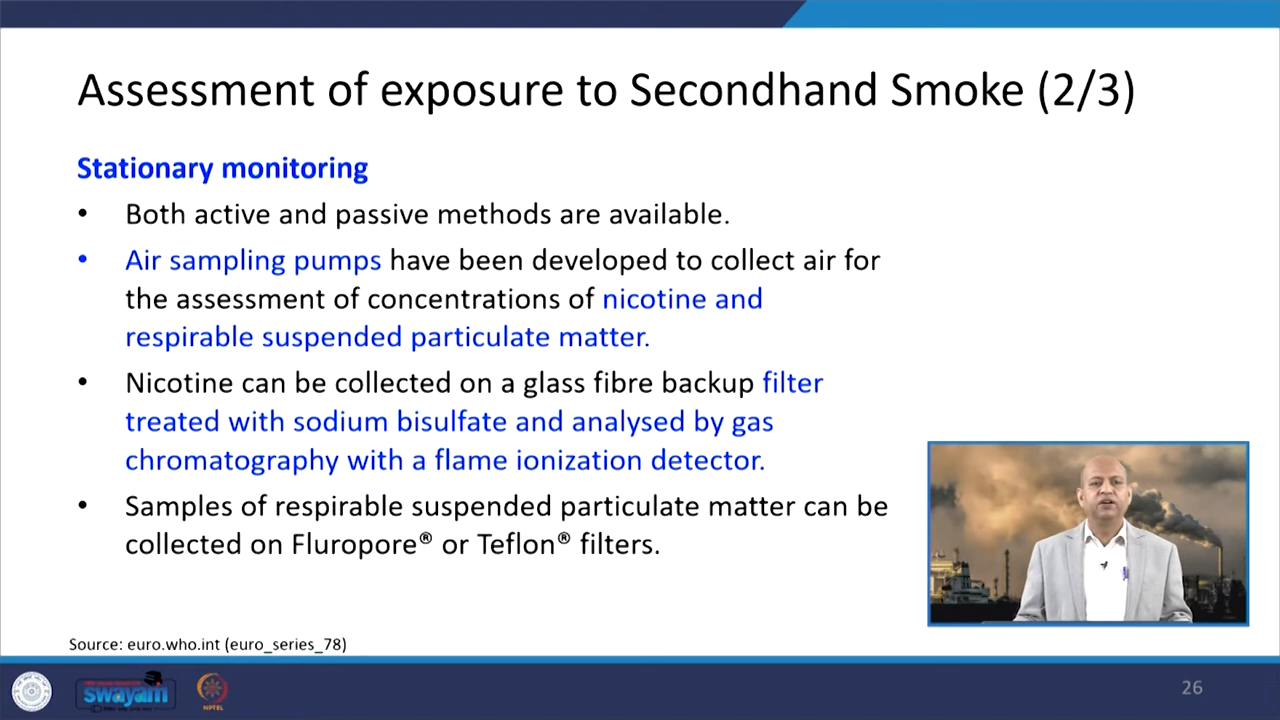 Assessment of exposure to Secondhand Smoke (2/3)
Stationary monitoring
• Both active and passive methods are available.
• Air sampling pumps have been developed to collect air for
the assessment of concentrations of nicotine and
respirable suspended particulate matter.
• Nicotine can be collected on a glass fibre backup filter
treated with sodium bisulfate and analysed by gas
chromatography with a flame ionization detector.
• Samples of respirable suspended particulate matter can be
collected on Fluropore® or Teflon® filters.
Source: euro.who.int (euro_series_78)
swayam
NPTEL
26